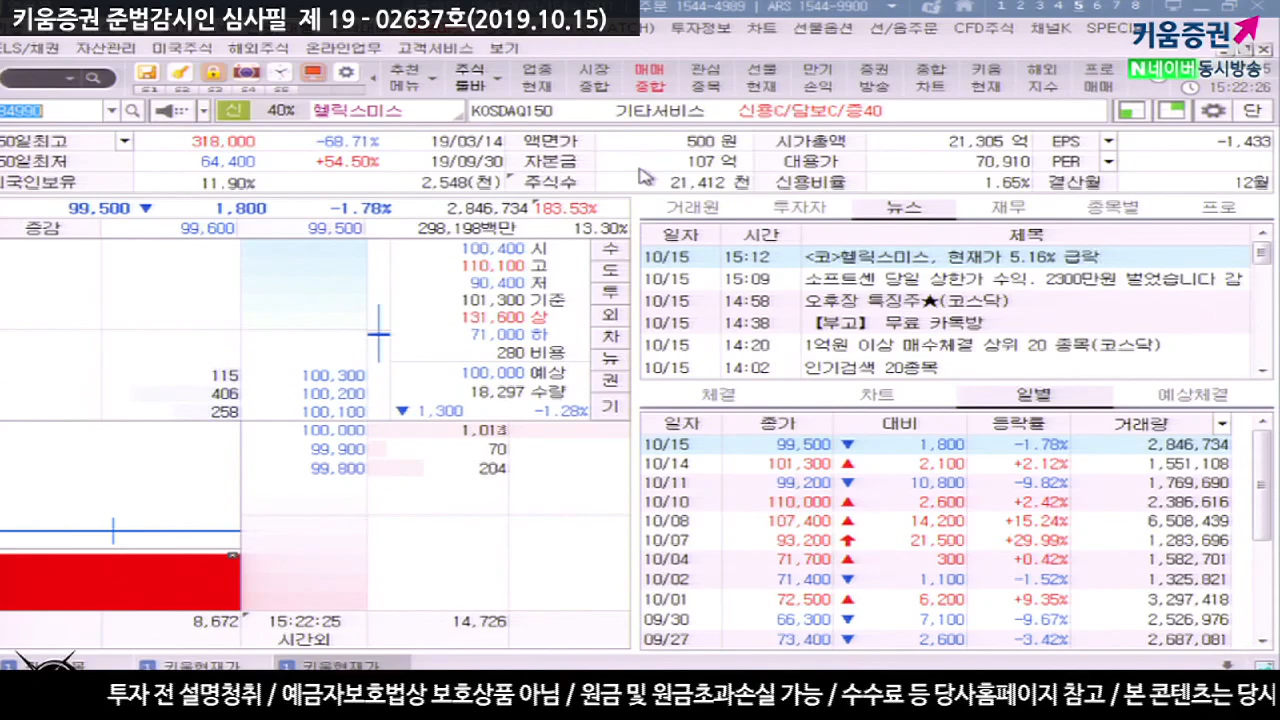 키움증권 준법감시인 심사필 제 19 - 02637호(2019.10.15)
주문 1544-4989 | ARS 1544-9900
1 2 3 4 5 6 7 8
투자정보 차트 선물옵션 선/옵주문 CFD주식 채널K
키움증권
ELS/채권 자산관리 미국주식 해외주식 온라인업무 고객서비스 보기
N네이버 동시방송
추천메뉴 주식툴바 업종현재 시장종합 매매종합 관심종목 선물현재 만기손익 증권방송 종합차트 키움현재 해외지수 프로매매
15:22:26
84990 신 40% 헬릭스미스 KOSDAQ150 기타서비스 신용C/담보C/증40 단
50일최고 318,000 -68.71% 19/03/14 액면가 500 원 시가총액 21,305 억 EPS -1,433
50일최저 64,400 +54.50% 19/09/30 자본금 107 억 대용가 70,910 PER
외국인보유 11.90% 2,548(천) 주식수 21,412 천 신용비율 1.65% 결산월 12월
99,500 ▼ 1,800 -1.78% 2,846,734 183.53%
증감 99,600 99,500 298,198백만 13.30%
100,400 시 수
110,100 고 도
90,400 저 투
101,300 기준 외
131,600 상 차
71,000 하 뉴
280 비용 권
100,000 예상 기
18,297 수량
▼ 1,300 -1.28%
115 100,300
406 100,200
258 100,100
100,000 1,013
99,900 70
99,800 204
8,672 15:22:25 14,726
시간외
거래원 투자자 뉴스 재무 종목별 프로
일자 시간 제목
10/15 15:12 <코>헬릭스미스, 현재가 5.16% 급락
10/15 15:09 소프트센 당일 상한가 수익. 2300만원 벌었습니다 감
10/15 14:58 오후장 특징주★(코스닥)
10/15 14:38 【부고】 무료 카톡방
10/15 14:20 1억원 이상 매수체결 상위 20 종목(코스닥)
10/15 14:02 인기검색 20종목
체결 차트 일별 예상체결
일자 종가 대비 등락률 거래량
10/15 99,500 ▼ 1,800 -1.78% 2,846,734
10/14 101,300 ▲ 2,100 +2.12% 1,551,108
10/11 99,200 ▼ 10,800 -9.82% 1,769,690
10/10 110,000 ▲ 2,600 +2.42% 2,386,616
10/08 107,400 ▲ 14,200 +15.24% 6,508,439
10/07 93,200 ↑ 21,500 +29.99% 1,283,696
10/04 71,700 ▲ 300 +0.42% 1,582,701
10/02 71,400 ▼ 1,100 -1.52% 1,325,821
10/01 72,500 ▲ 6,200 +9.35% 3,297,418
09/30 66,300 ▼ 7,100 -9.67% 2,526,976
09/27 73,400 ▼ 2,600 -3.42% 2,687,081
1 키움현재가 1 키움현재가
투자 전 설명청취 / 예금자보호법상 보호상품 아님 / 원금 및 원금초과손실 가능 / 수수료 등 당사홈페이지 참고 / 본 콘텐츠는 당사